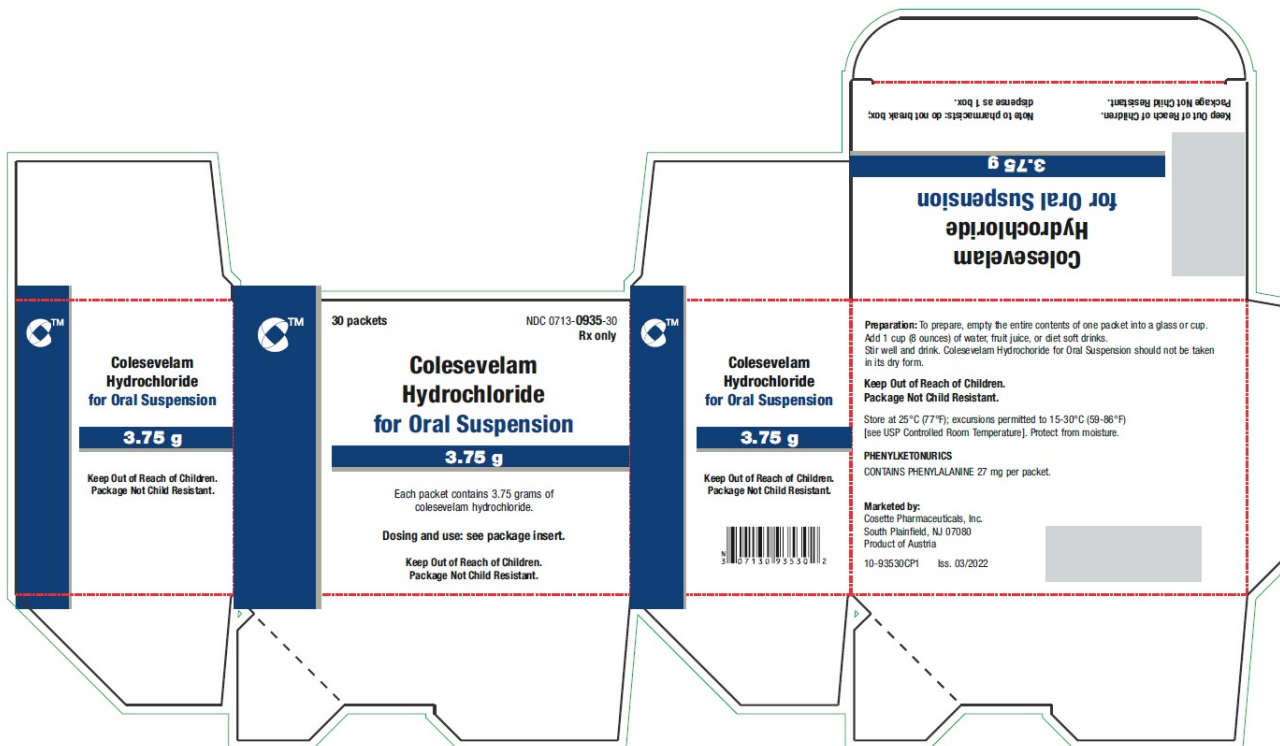 Note to pharmacists: do not break box;
dispense as 1 box.
Keep Out of Reach of Children.
Package Not Child Resistant.
3.75 g
Colesevelam
Hydrochloride
for Oral Suspension
TM
Colesevelam
Hydrochloride
for Oral Suspension
3.75 g
Keep Out of Reach of Children.
Package Not Child Resistant.
TM
30 packets
NDC 0713-0935-30
Rx only
Colesevelam
Hydrochloride
for Oral Suspension
3.75 g
Each packet contains 3.75 grams of
colesevelam hydrochloride.
Dosing and use: see package insert.
Keep Out of Reach of Children.
Package Not Child Resistant.
TM
Colesevelam
Hydrochloride
for Oral Suspension
3.75 g
Keep Out of Reach of Children.
Package Not Child Resistant.
N
3 07130 93530 2
Preparation: To prepare, empty the entire contents of one packet into a glass or cup.
Add 1 cup (8 ounces) of water, fruit juice, or diet soft drinks.
Stir well and drink. Colesevelam Hydrochoride for Oral Suspension should not be taken
in its dry form.
Keep Out of Reach of Children.
Package Not Child Resistant.
Store at 25°C (77°F); excursions permitted to 15-30°C (59-86°F)
[see USP Controlled Room Temperature]. Protect from moisture.
PHENYLKETONURICS
CONTAINS PHENYLALANINE 27 mg per packet.
Marketed by:
Cosette Pharmaceuticals, Inc.
South Plainfield, NJ 07080
Product of Austria
10-93530CP1 Iss. 03/2022